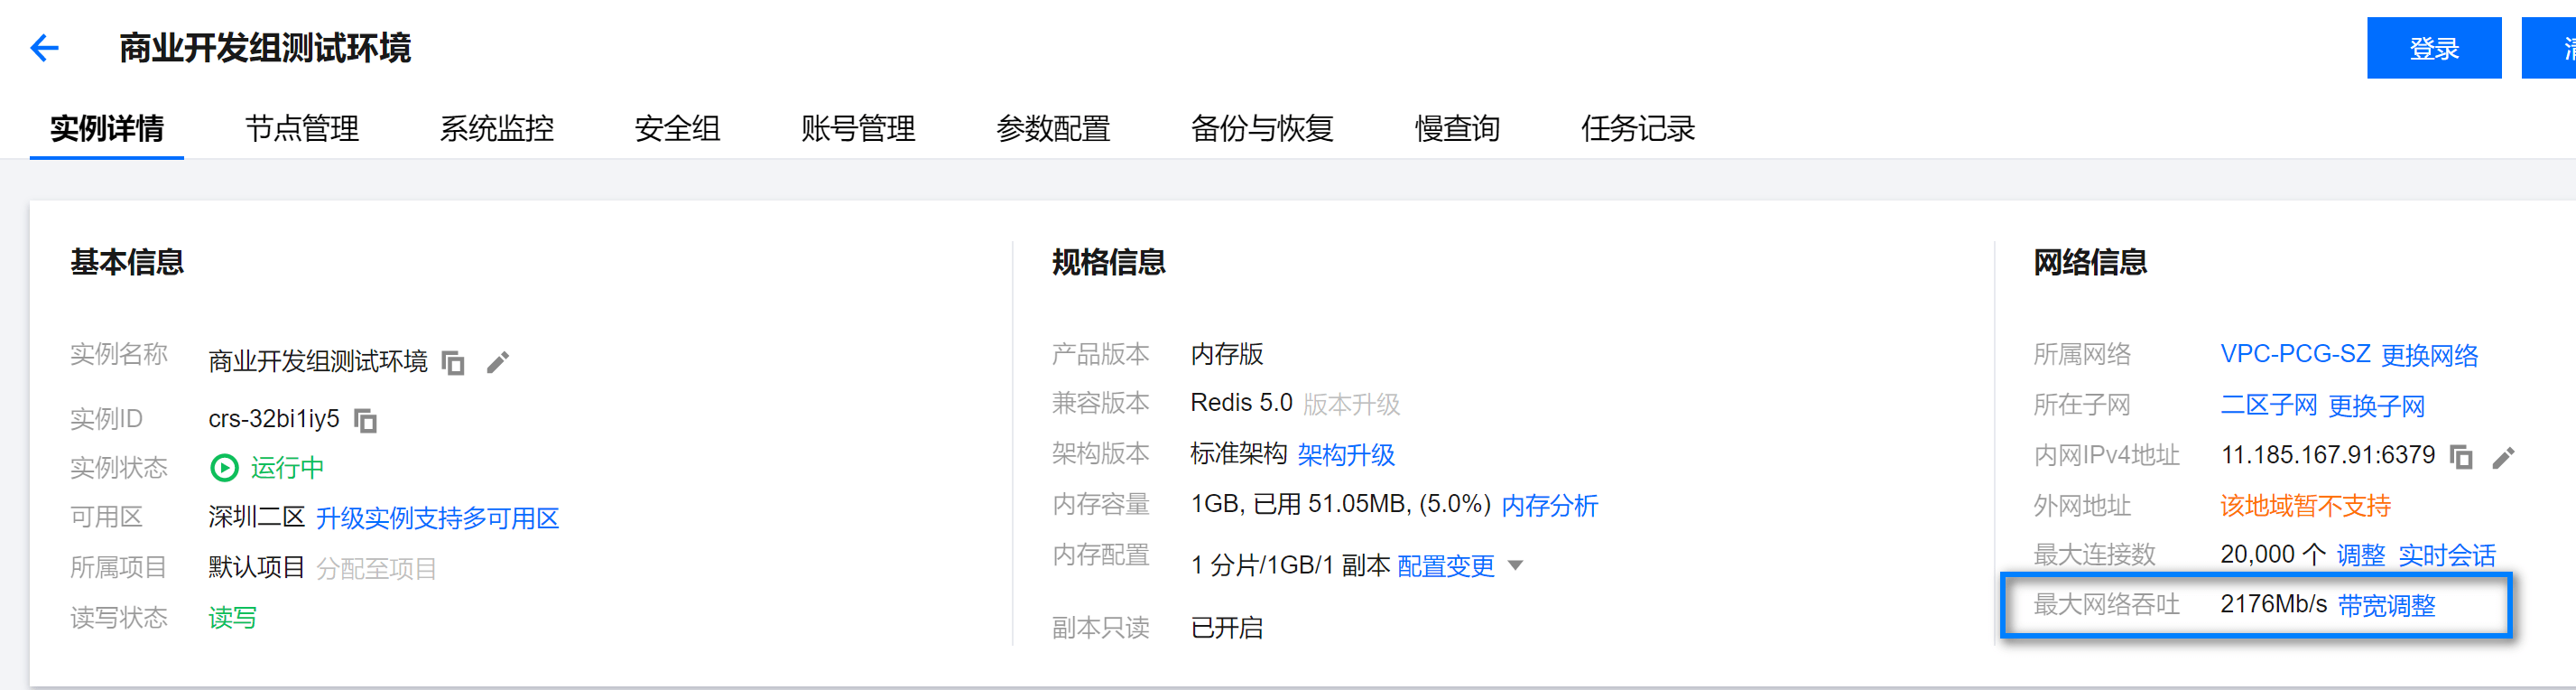 商业开发组测试环境
登录
实例详情 节点管理 系统监控 安全组 账号管理 参数配置 备份与恢复 慢查询 任务记录
基本信息
实例名称 商业开发组测试环境
实例ID crs-32bi1iy5
实例状态 运行中
可用区 深圳二区 升级实例支持多可用区
所属项目 默认项目 分配至项目
读写状态 读写
规格信息
产品版本 内存版
兼容版本 Redis 5.0 版本升级
架构版本 标准架构 架构升级
内存容量 1GB, 已用 51.05MB, (5.0%) 内存分析
内存配置 1 分片/1GB/1 副本 配置变更
副本只读 已开启
网络信息
所属网络 VPC-PCG-SZ 更换网络
所在子网 二区子网 更换子网
内网IPv4地址 11.185.167.91:6379
外网地址 该地域暂不支持
最大连接数 20,000 个 调整 实时会话
最大网络吞吐 2176Mb/s 带宽调整